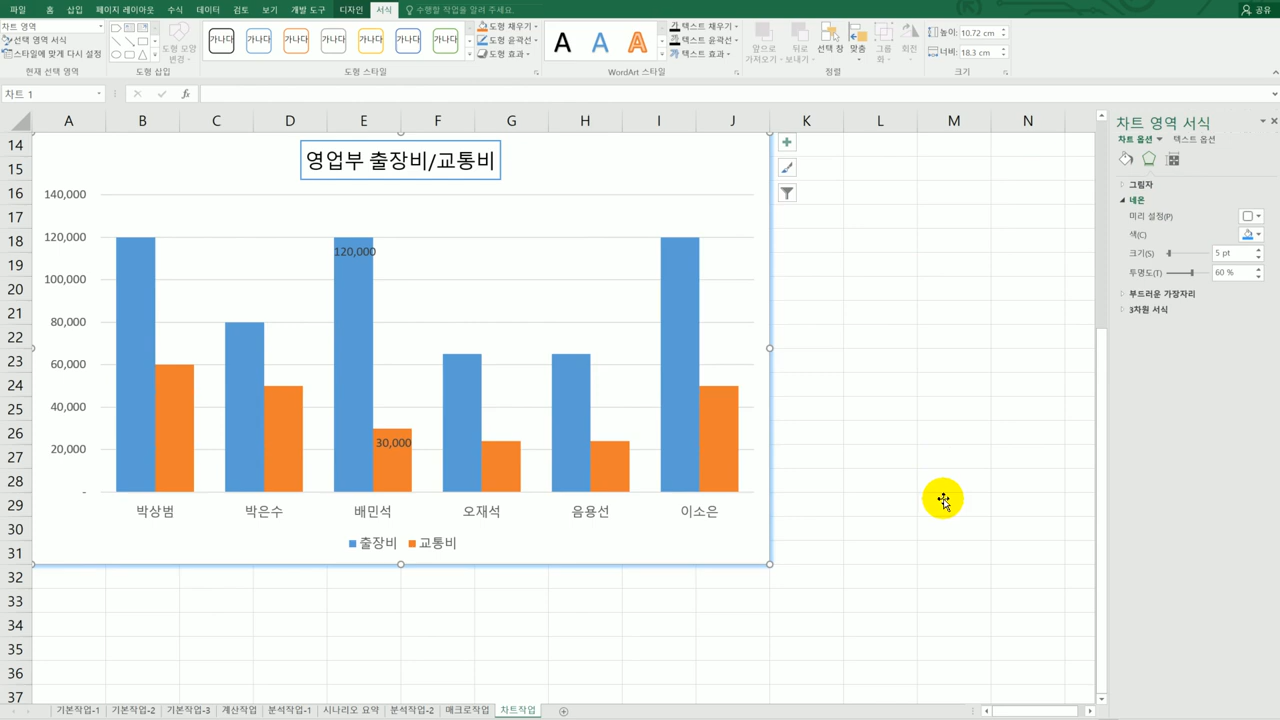 파일 홈 삽입 페이지 레이아웃 수식 데이터 검토 보기 개발 도구 디자인 서식 수행할 작업을 알려 주세요. 공유
차트 영역
선택 영역 서식
스타일에 맞게 다시 설정
현재 선택 영역
도형 모양 변경
도형 삽입
가나다 가나다 가나다 가나다 가나다 가나다 가나다
도형 채우기
도형 윤곽선
도형 효과
도형 스타일
A A A
텍스트 채우기
텍스트 윤곽선
텍스트 효과
WordArt 스타일
앞으로 가져오기 뒤로 보내기 선택 창 맞춤 그룹화 회전
정렬
높이: 10.72 cm
너비: 18.3 cm
크기
차트 1 fx
A B C D E F G H I J K L M N
14
15
16
17
18
19
20
21
22
23
24
25
26
27
28
29
30
31
32
33
34
35
36
37
영업부 출장비/교통비
140,000
120,000
100,000
80,000
60,000
40,000
20,000
-
120,000
30,000
박상범 박은수 배민석 오재석 음용선 이소은
출장비 교통비
차트 영역 서식
차트 옵션 텍스트 옵션
그림자
네온
미리 설정(P)
색(C)
크기(S) 5 pt
투명도(T) 60 %
부드러운 가장자리
3차원 서식
기본작업-1 기본작업-2 기본작업-3 계산작업 분석작업-1 시나리오 요약 분석작업-2 매크로작업 차트작업